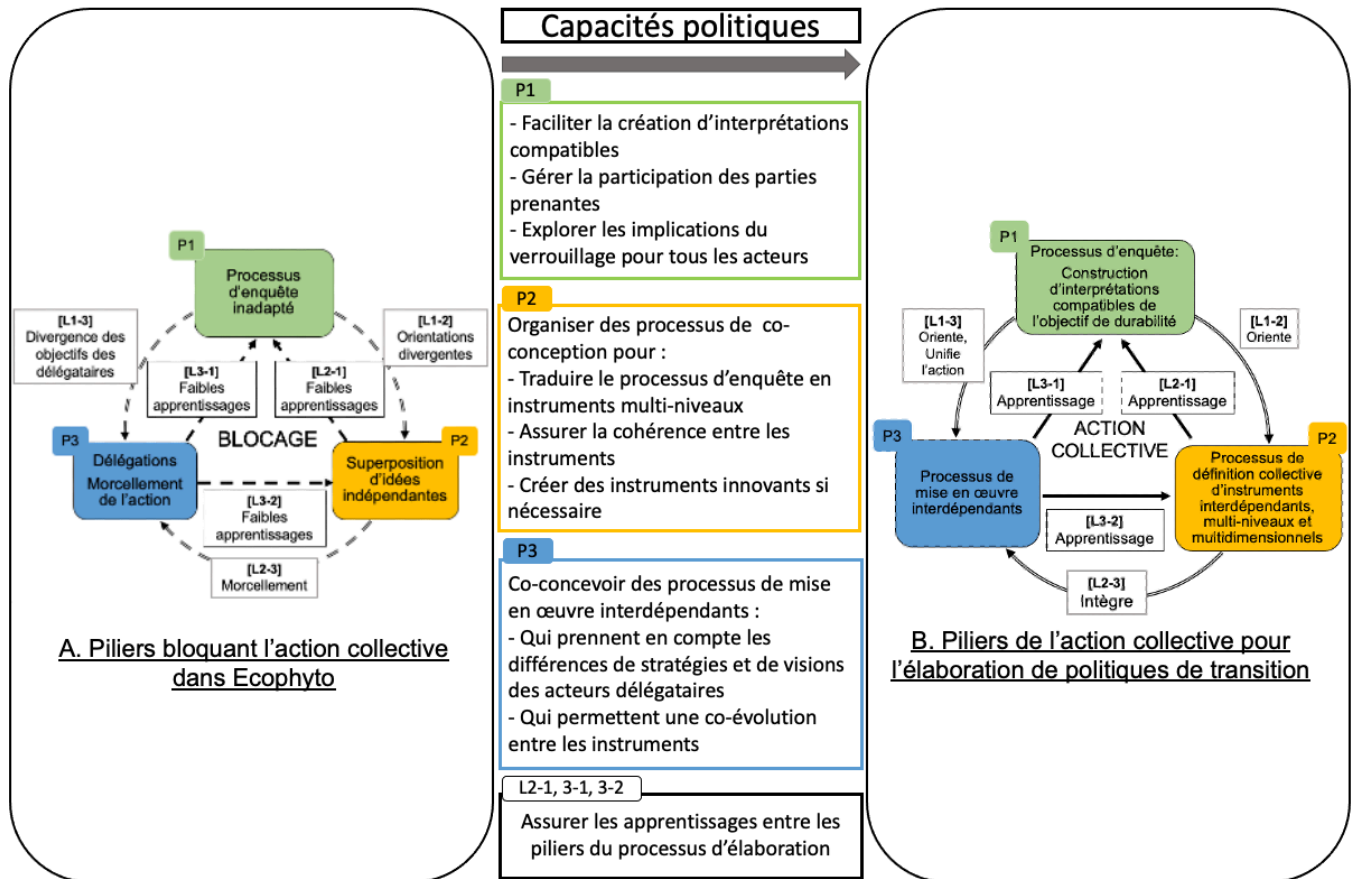 Capacités politiques
P1
Processus
d'enquête
inadapté
[L1-3]
Divergence des
objectifs des
délégataires
[L1-2]
Orientations
divergentes
[L3-1]
Faibles
apprentissages
[L2-1]
Faibles
apprentissages
BLOCAGE
P3
Délégations
Morcellement
de l'action
P2
Superposition
d'idées
indépendantes
[L3-2]
Faibles
apprentissages
[L2-3]
Morcellement
A. Piliers bloquant l'action collective
dans Ecophyto
P1
- Faciliter la création d'interprétations
compatibles
- Gérer la participation des parties
prenantes
- Explorer les implications du
verrouillage pour tous les acteurs
P2
Organiser des processus de co-
conception pour :
- Traduire le processus d'enquête en
instruments multi-niveaux
- Assurer la cohérence entre les
instruments
- Créer des instruments innovants si
nécessaire
P3
Co-concevoir des processus de mise
en œuvre interdépendants :
- Qui prennent en compte les
différences de stratégies et de visions
des acteurs délégataires
- Qui permettent une co-évolution
entre les instruments
L2-1, 3-1, 3-2
Assurer les apprentissages entre les
piliers du processus d'élaboration
P1
Processus d'enquête:
Construction
d'interprétations
compatibles de
l'objectif de durabilité
[L1-3]
Oriente,
Unifie
l'action
[L1-2]
Oriente
[L3-1]
Apprentissage
[L2-1]
Apprentissage
ACTION
COLLECTIVE
P3
Processus de
mise en œuvre
interdépendants
P2
Processus de
définition collective
d'instruments
interdépendants,
multi-niveaux et
multidimensionnels
[L3-2]
Apprentissage
[L2-3]
Intègre
B. Piliers de l'action collective pour
l'élaboration de politiques de transition